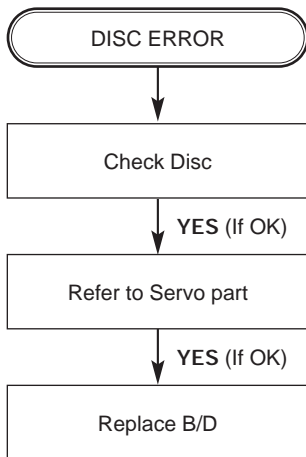 DISC ERROR
Check Disc
YES (If OK)
Refer to Servo part
YES (If OK)
Replace B/D